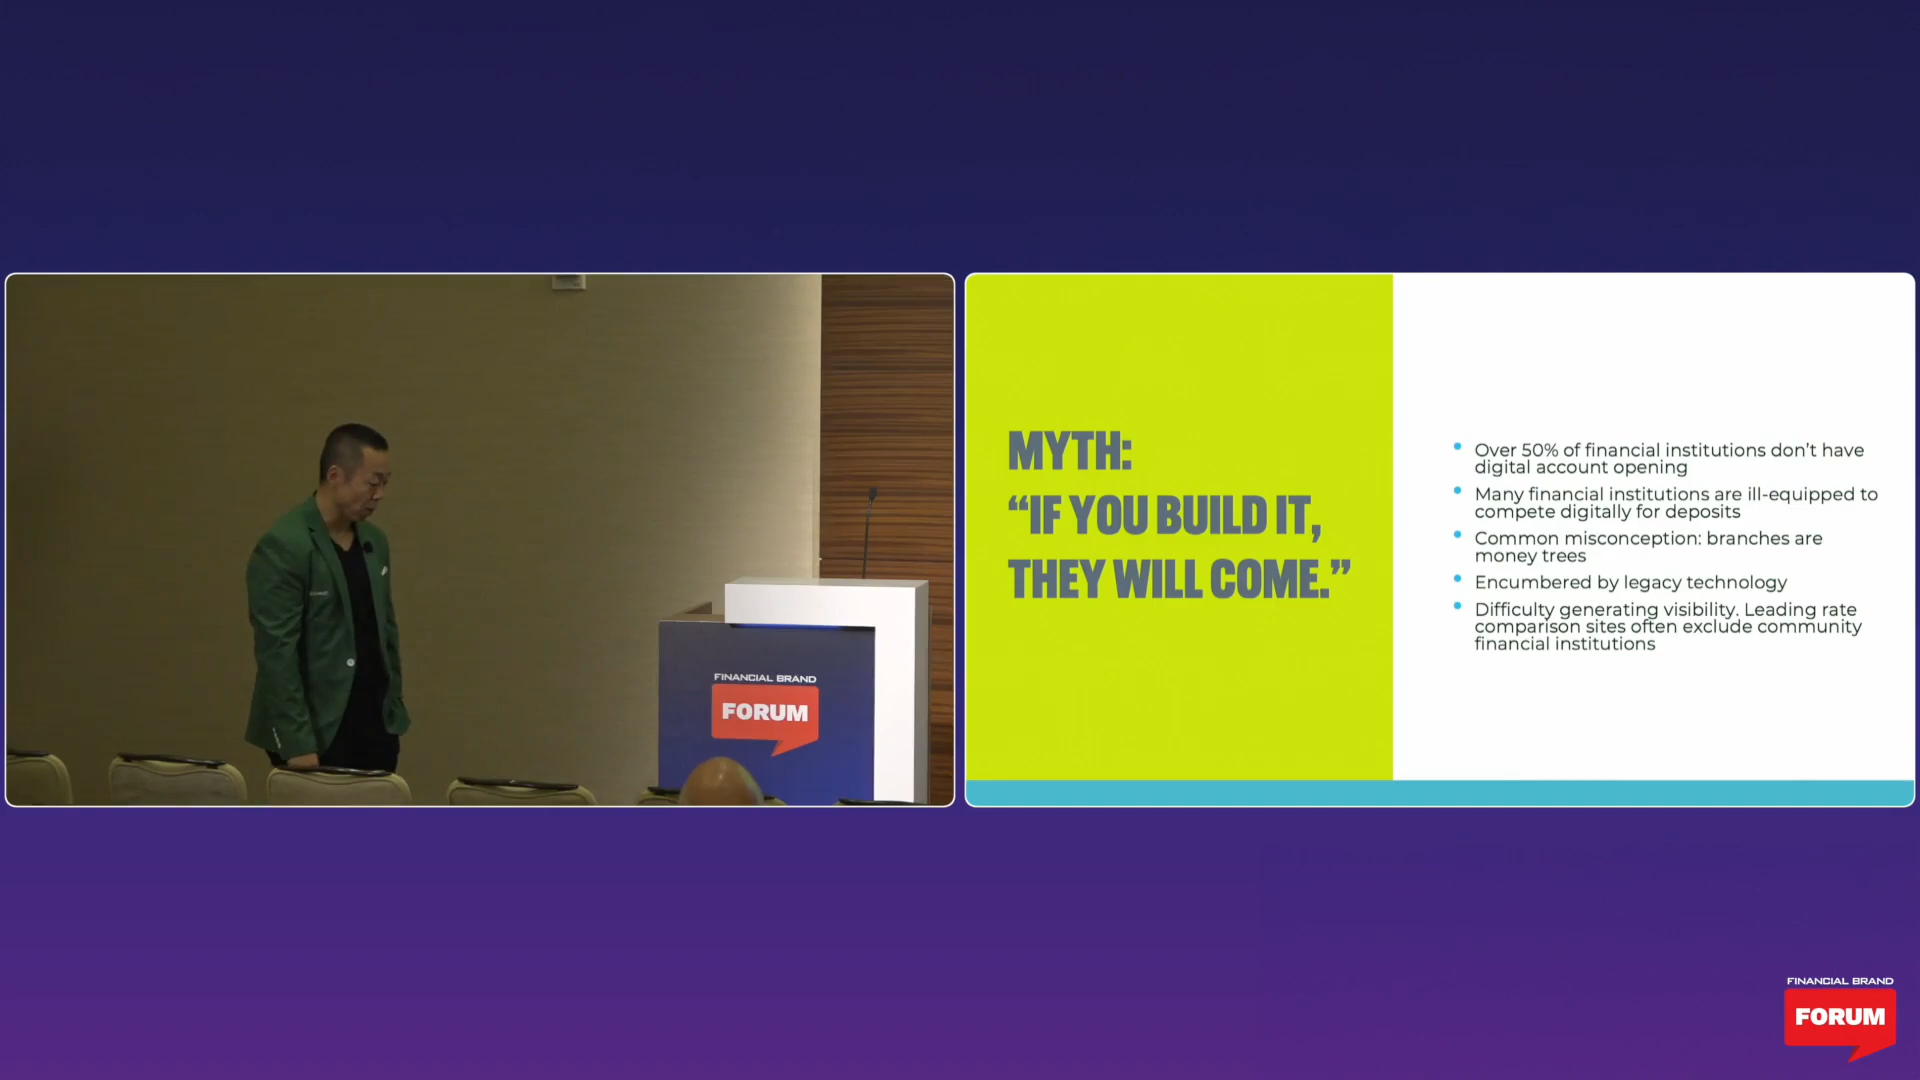 FINANCIAL BRAND
FORUM
MYTH:
“IF YOU BUILD IT,
THEY WILL COME.”
Over 50% of financial institutions don’t have
digital account opening
Many financial institutions are ill-equipped to
compete digitally for deposits
Common misconception: branches are
money trees
Encumbered by legacy technology
Difficulty generating visibility. Leading rate
comparison sites often exclude community
financial institutions
FINANCIAL BRAND
FORUM